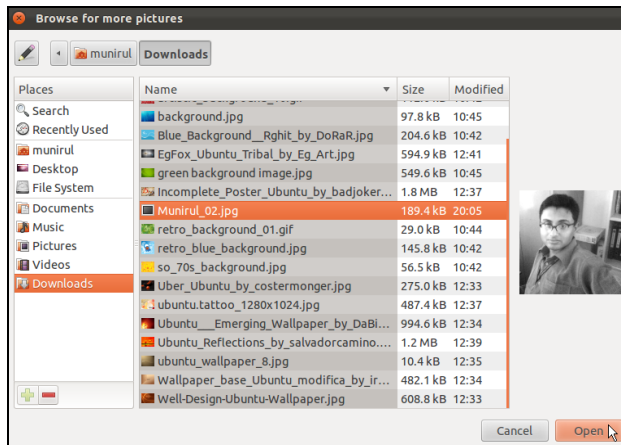 Browse for more pictures
munirul Downloads
Places
Search
Recently Used
munirul
Desktop
File System
Documents
Music
Pictures
Videos
Downloads
Name Size Modified
background.jpg 97.8 kB 10:45
Blue_Background__Rghit_by_DoRaR.jpg 204.6 kB 10:42
EgFox_Ubuntu_Tribal_by_Eg_Art.jpg 594.9 kB 12:41
green background image.jpg 549.6 kB 10:45
Incomplete_Poster_Ubuntu_by_badjoker... 1.8 MB 12:37
Munirul_02.jpg 189.4 kB 20:05
retro_background_01.gif 29.0 kB 10:44
retro_blue_background.jpg 145.8 kB 10:42
so_70s_background.jpg 56.5 kB 10:42
Uber_Ubuntu_by_costermonger.jpg 275.0 kB 12:33
ubuntu.tattoo_1280x1024.jpg 487.4 kB 12:37
Ubuntu___Emerging_Wallpaper_by_DaBi... 994.6 kB 12:34
Ubuntu_Reflections_by_salvadorcamino.... 1.2 MB 12:39
ubuntu_wallpaper_8.jpg 10.4 kB 12:35
Wallpaper_base_Ubuntu_modifica_by_ir... 482.1 kB 12:34
Well-Design-Ubuntu-Wallpaper.jpg 608.8 kB 12:33
Cancel Open